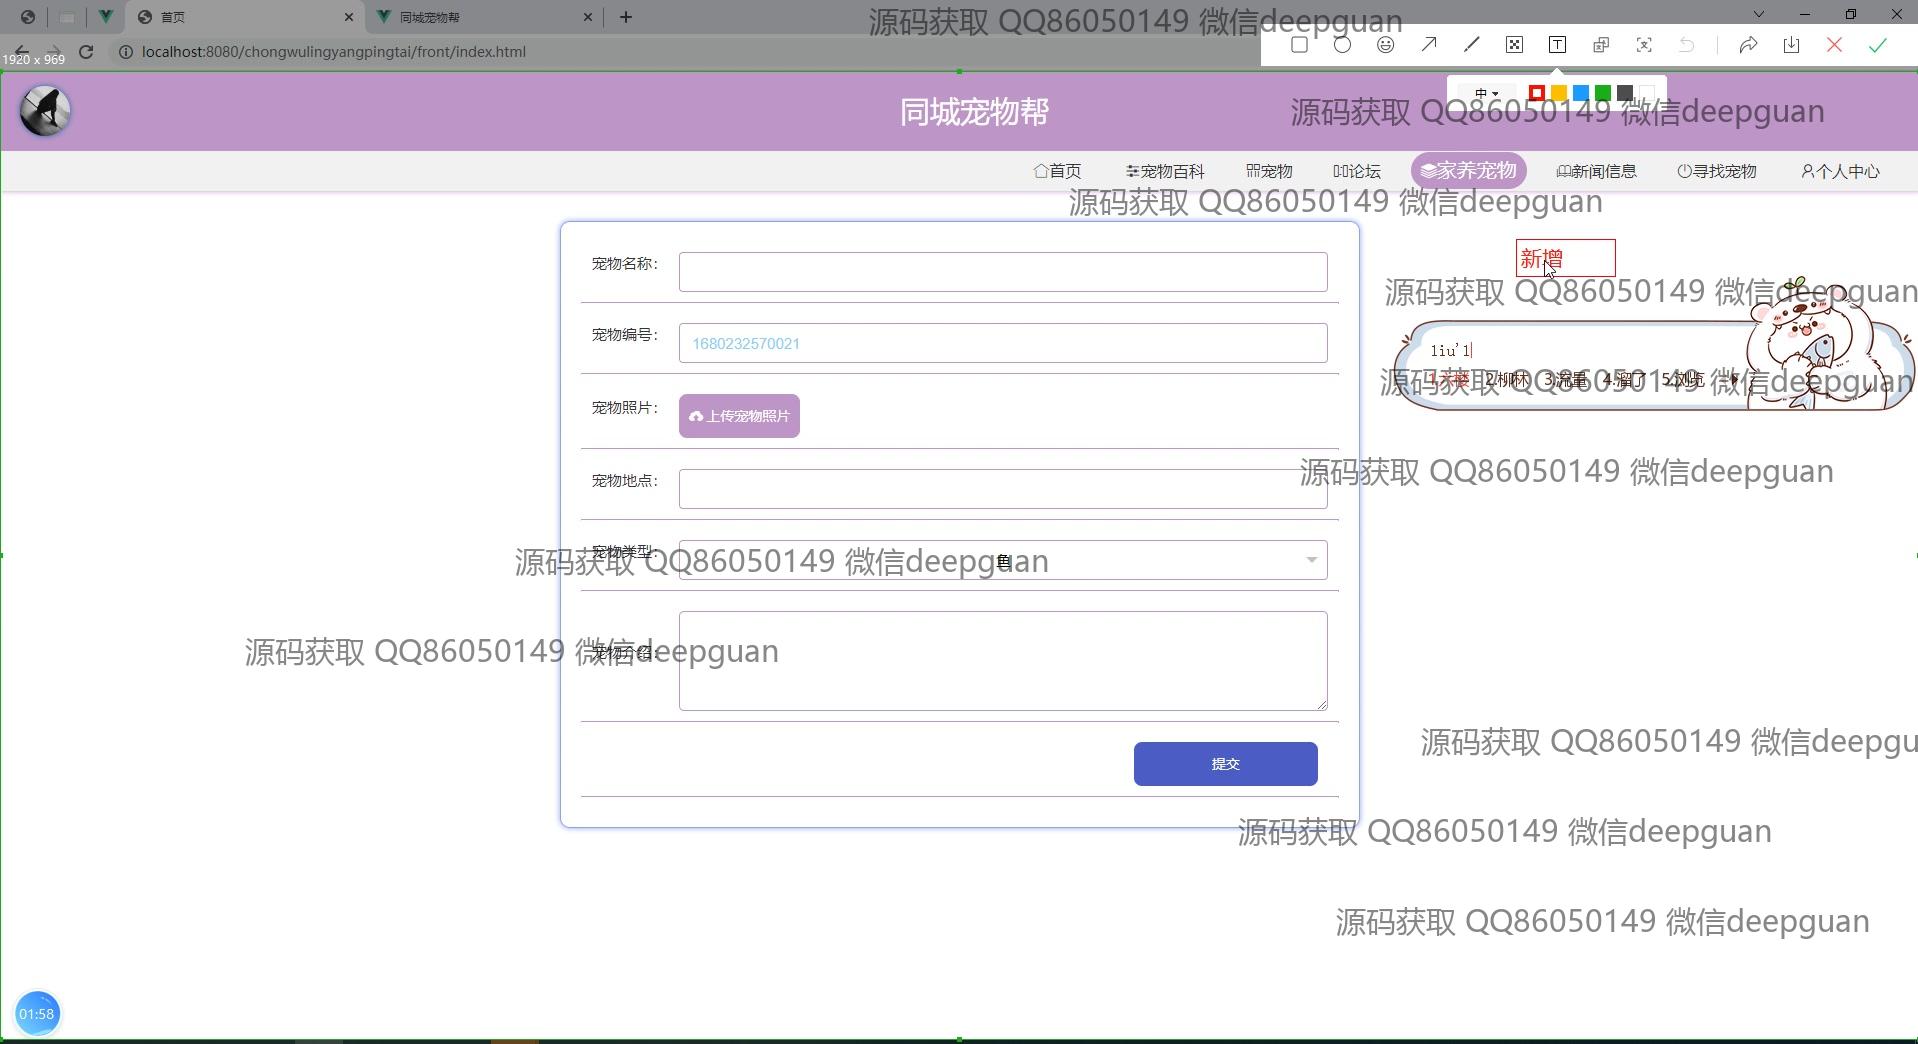 首页
同城宠物帮
源码获取 QQ86050149 微信deepguan
localhost:8080/chongwulingyangpingtai/front/index.html
1920 x 969
中
同城宠物帮
源码获取 QQ86050149 微信deepguan
首页
宠物百科
宠物
论坛
家养宠物
新闻信息
寻找宠物
个人中心
源码获取 QQ86050149 微信deepguan
宠物名称：
新增
源码获取 QQ86050149 微信deepguan
宠物编号：
1680232570021
liu'l
2.柳林 3.流量 4.溜了 5.浏览
源码获取 QQ86050149 微信deepguan
宠物照片：
上传宠物照片
源码获取 QQ86050149 微信deepguan
宠物地点：
宠物类型：
鱼
源码获取 QQ86050149 微信deepguan
宠物介绍：
源码获取 QQ86050149 微信deepguan
源码获取 QQ86050149 微信deepgu
提交
源码获取 QQ86050149 微信deepguan
源码获取 QQ86050149 微信deepguan
01:58